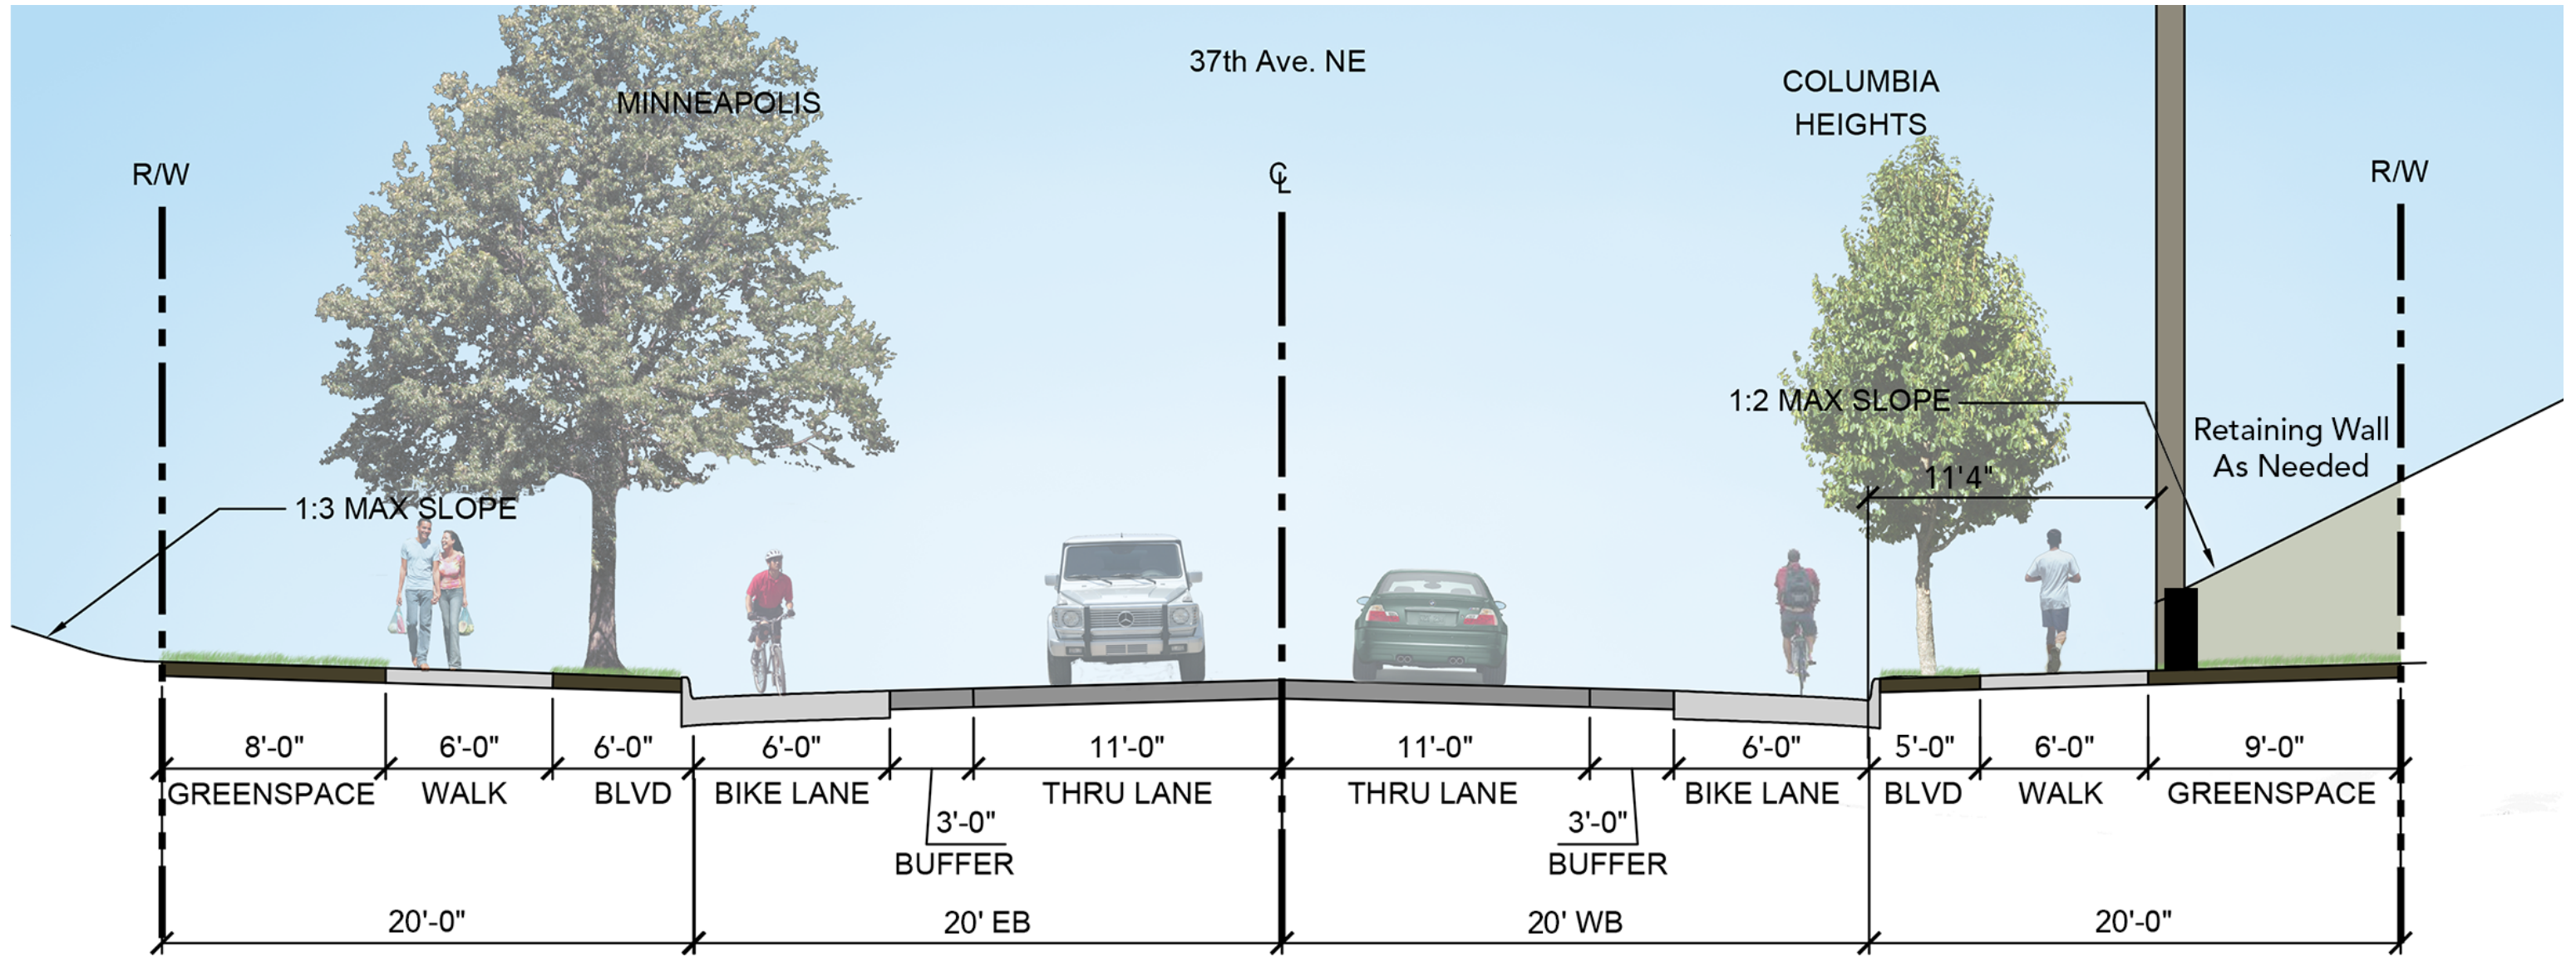 37th Ave. NE
MINNEAPOLIS
COLUMBIA
HEIGHTS
R/W
℄
R/W
1:2 MAX SLOPE
Retaining Wall
As Needed
11'4"
1:3 MAX SLOPE
8'-0" 6'-0" 6'-0" 6'-0" 11'-0" 11'-0" 6'-0" 5'-0" 6'-0" 9'-0"
GREENSPACE WALK BLVD BIKE LANE THRU LANE THRU LANE BIKE LANE BLVD WALK GREENSPACE
3'-0" 3'-0"
BUFFER BUFFER
20'-0" 20' EB 20' WB 20'-0"